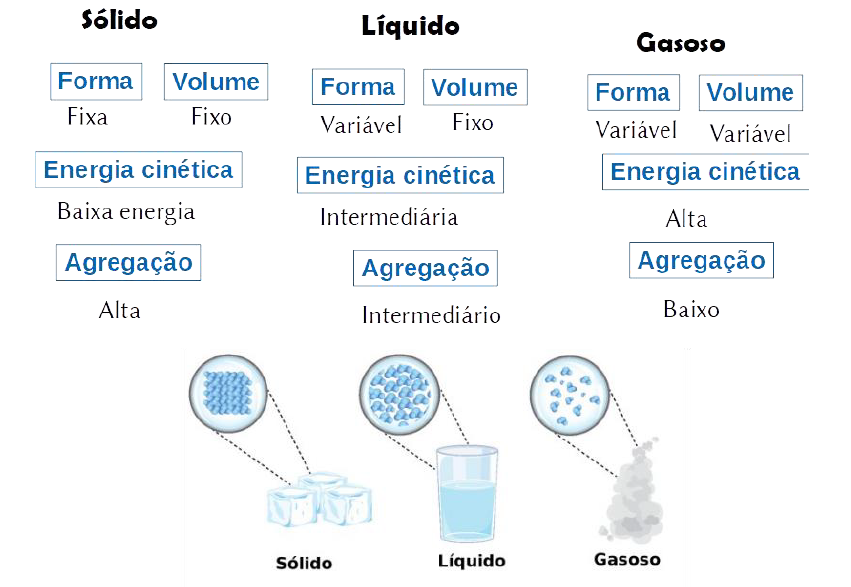 Sólido
Forma Volume
Fixa Fixo
Energia cinética
Baixa energia
Agregação
Alta
Líquido
Forma Volume
Variável Fixo
Energia cinética
Intermediária
Agregação
Intermediário
Gasoso
Forma Volume
Variável Variável
Energia cinética
Alta
Agregação
Baixo
Sólido
Líquido
Gasoso